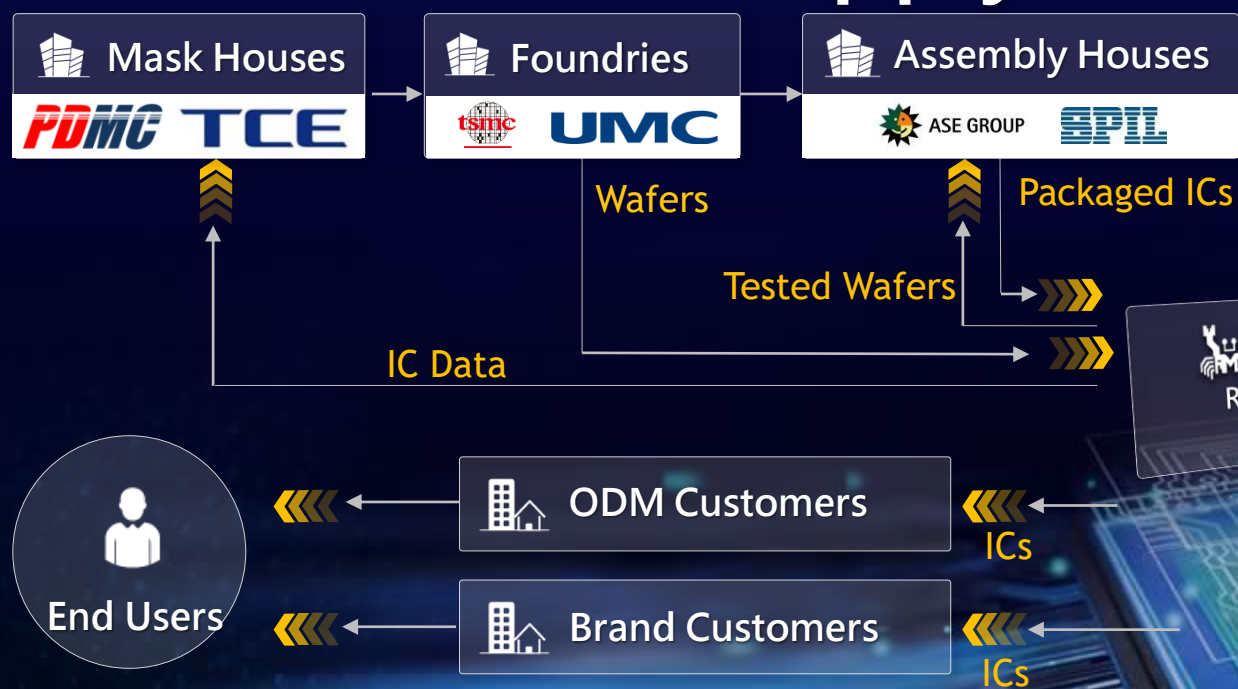 Mask Houses
PDMC TCE
Foundries
tsmc UMC
Assembly Houses
ASE GROUP SPIL
Wafers
Packaged ICs
Tested Wafers
IC Data
End Users
ODM Customers
ICs
Brand Customers
ICs